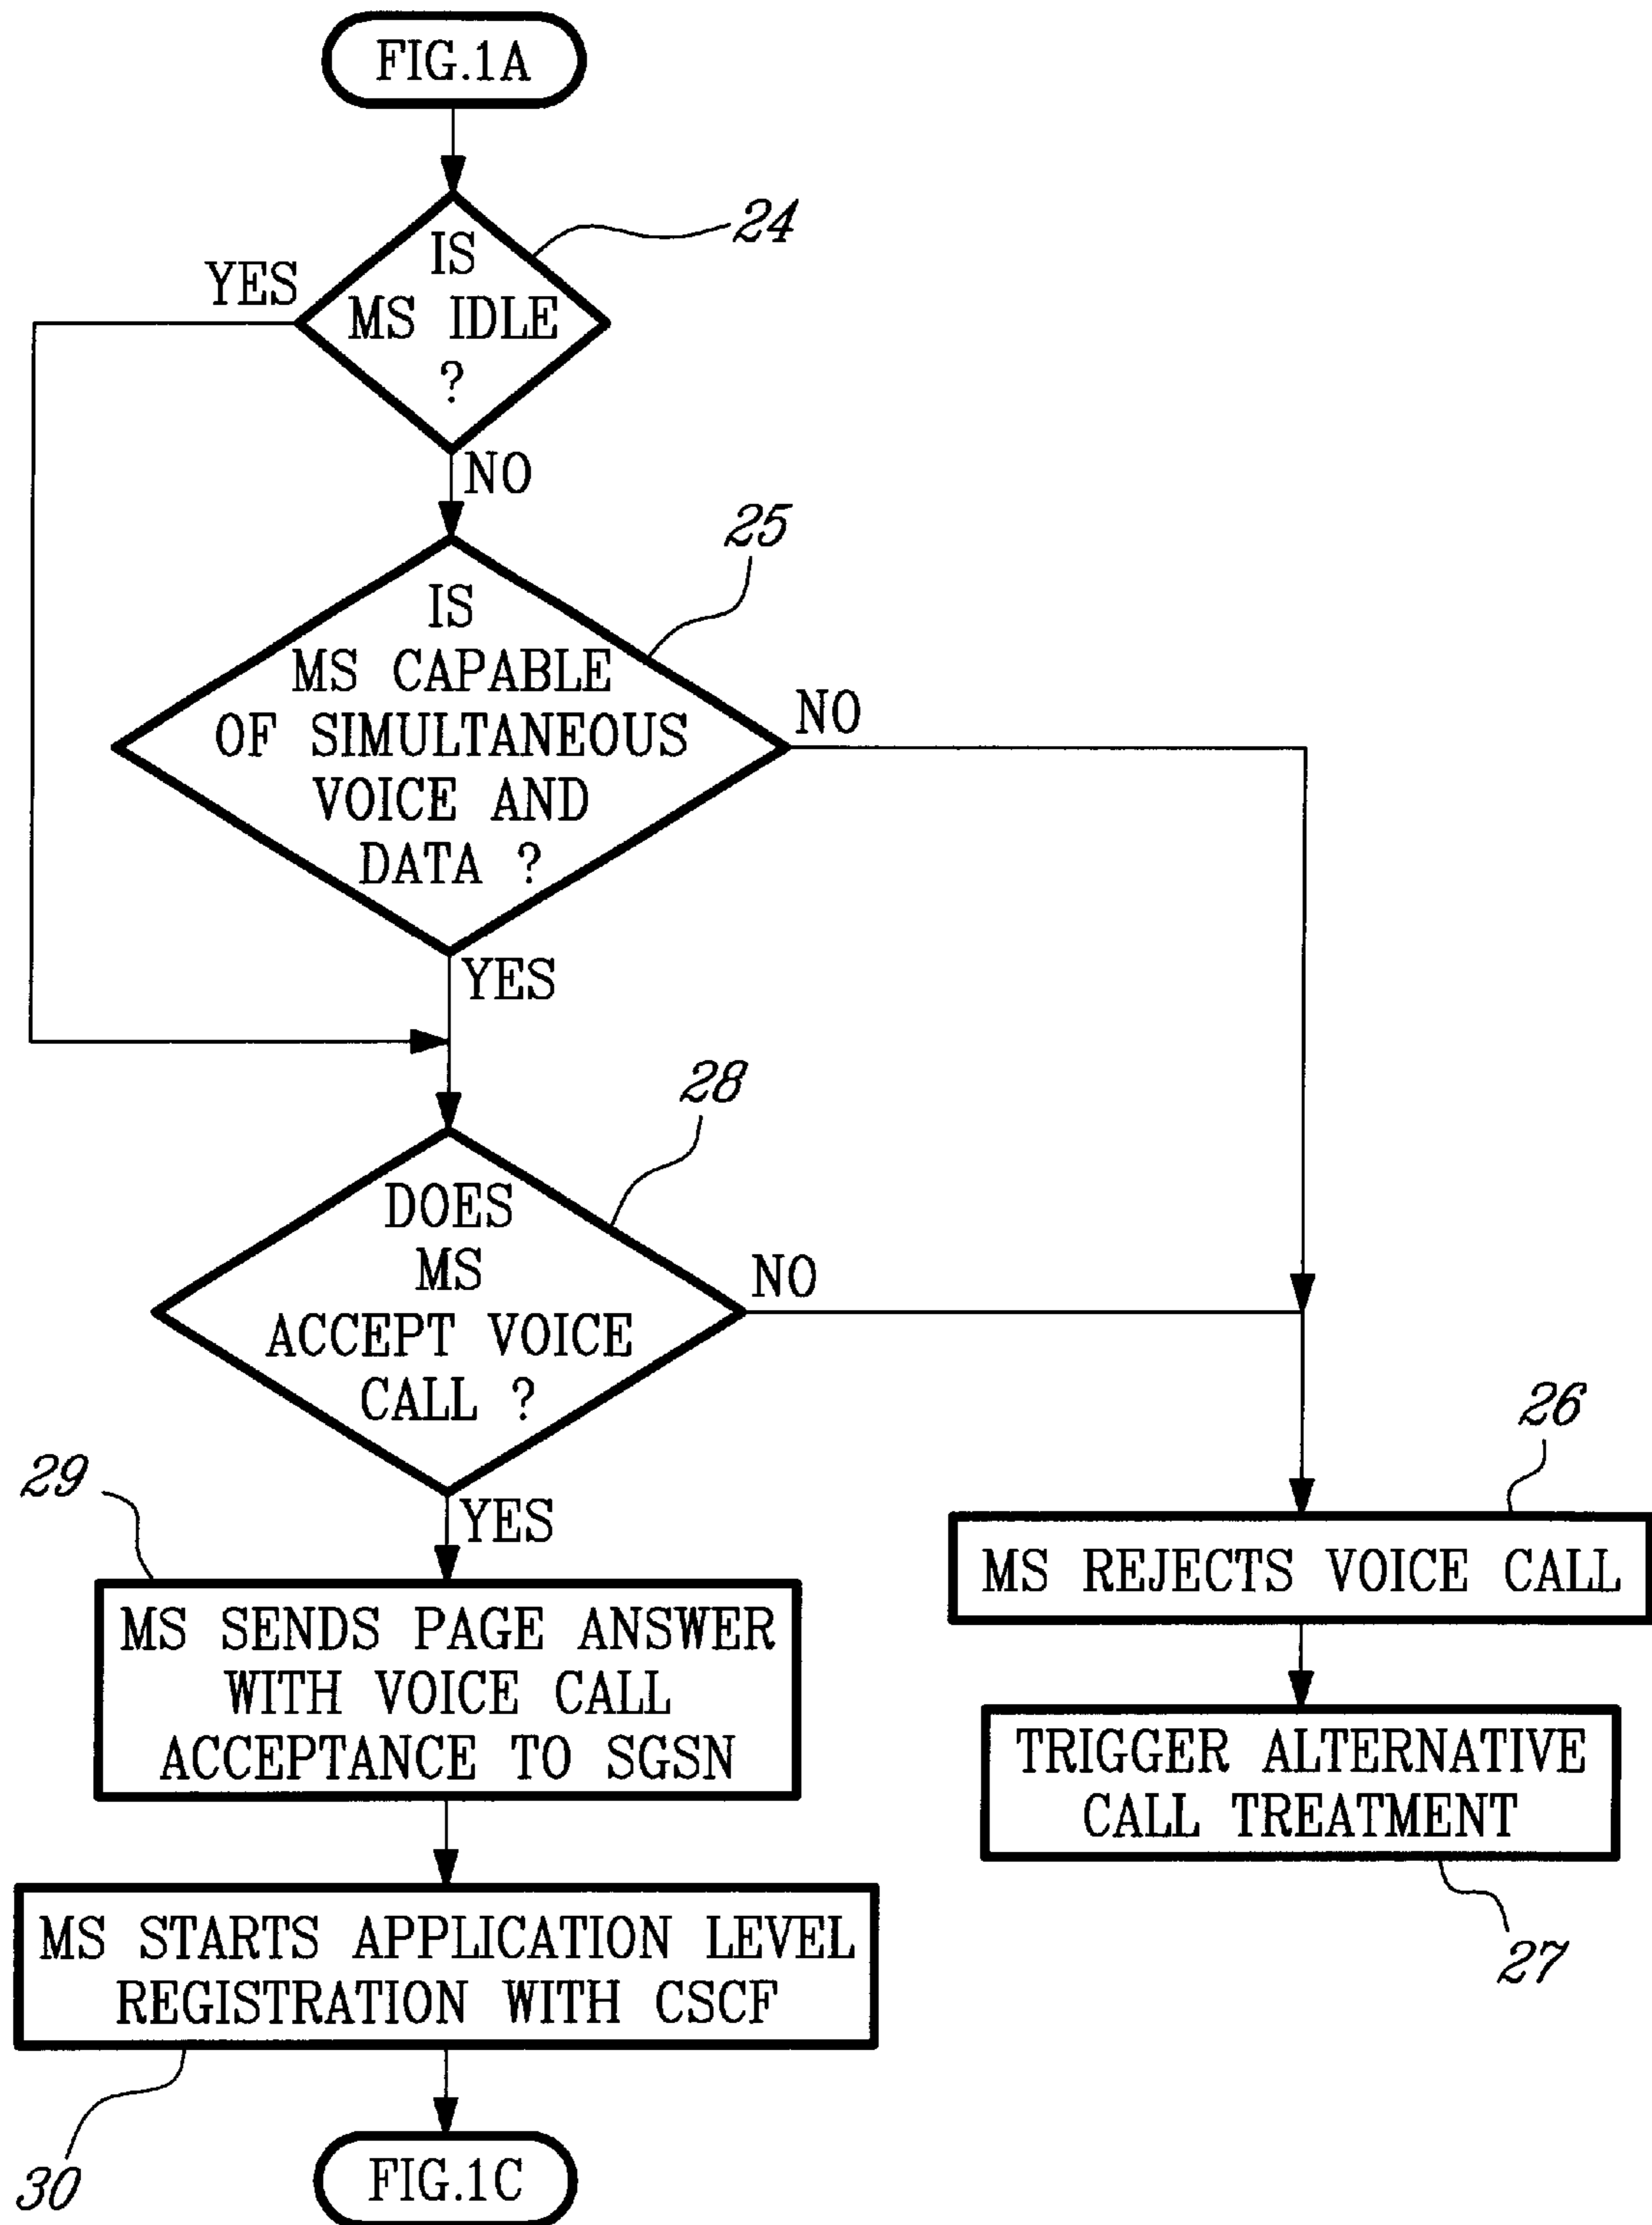 FIG.1A
24
IS
MS IDLE
?
YES
NO
25
IS
MS CAPABLE
OF SIMULTANEOUS
VOICE AND
DATA ?
NO
YES
28
DOES
MS
ACCEPT VOICE
CALL ?
NO
YES
29
MS SENDS PAGE ANSWER
WITH VOICE CALL
ACCEPTANCE TO SGSN
26
MS REJECTS VOICE CALL
TRIGGER ALTERNATIVE
CALL TREATMENT
27
MS STARTS APPLICATION LEVEL
REGISTRATION WITH CSCF
30
FIG.1C